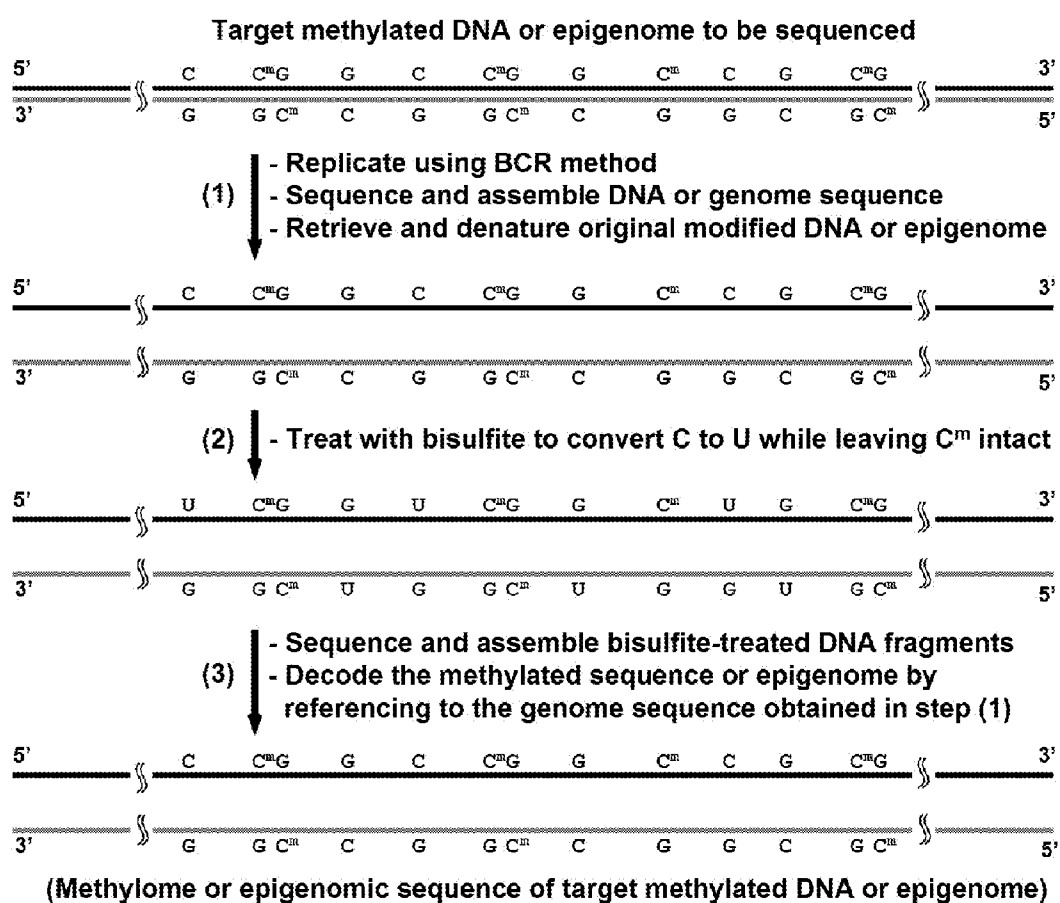 Target methylated DNA or epigenome to be sequenced
5' C CᵐG G C CᵐG G Cᵐ C G CᵐG 3'
3' G G Cᵐ C G G Cᵐ C G G C G Cᵐ 5'
- Replicate using BCR method
(1) - Sequence and assemble DNA or genome sequence
- Retrieve and denature original modified DNA or epigenome
5' C CᵐG G C CᵐG G Cᵐ C G CᵐG 3'
3' G G Cᵐ C G G Cᵐ C G G C G Cᵐ 5'
(2) - Treat with bisulfite to convert C to U while leaving Cᵐ intact
5' U CᵐG G U CᵐG G Cᵐ U G CᵐG 3'
3' G G Cᵐ U G G Cᵐ U G G U G Cᵐ 5'
- Sequence and assemble bisulfite-treated DNA fragments
(3) - Decode the methylated sequence or epigenome by
referencing to the genome sequence obtained in step (1)
5' C CᵐG G C CᵐG G Cᵐ C G CᵐG 3'
3' G G Cᵐ C G G Cᵐ C G G C G Cᵐ 5'
(Methylome or epigenomic sequence of target methylated DNA or epigenome)